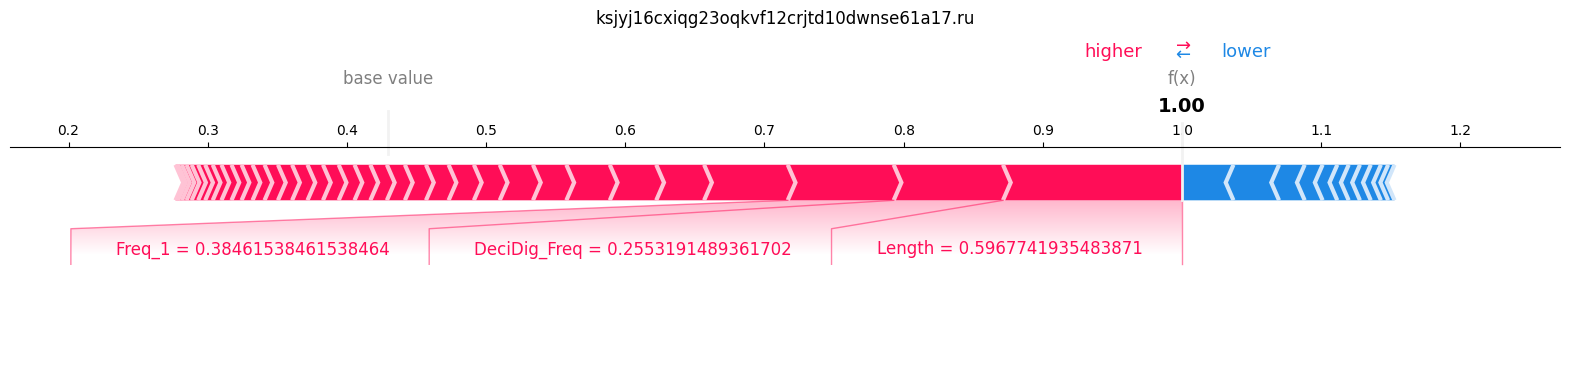 ksjyj16cxiqg23oqkvf12crjtd10dwnse61a17.ru
higher → ← lower
base value f(x)
1.00
0.2 0.3 0.4 0.5 0.6 0.7 0.8 0.9 1.0 1.1 1.2
Freq_1 = 0.38461538461538464 DeciDig_Freq = 0.2553191489361702 Length = 0.5967741935483871